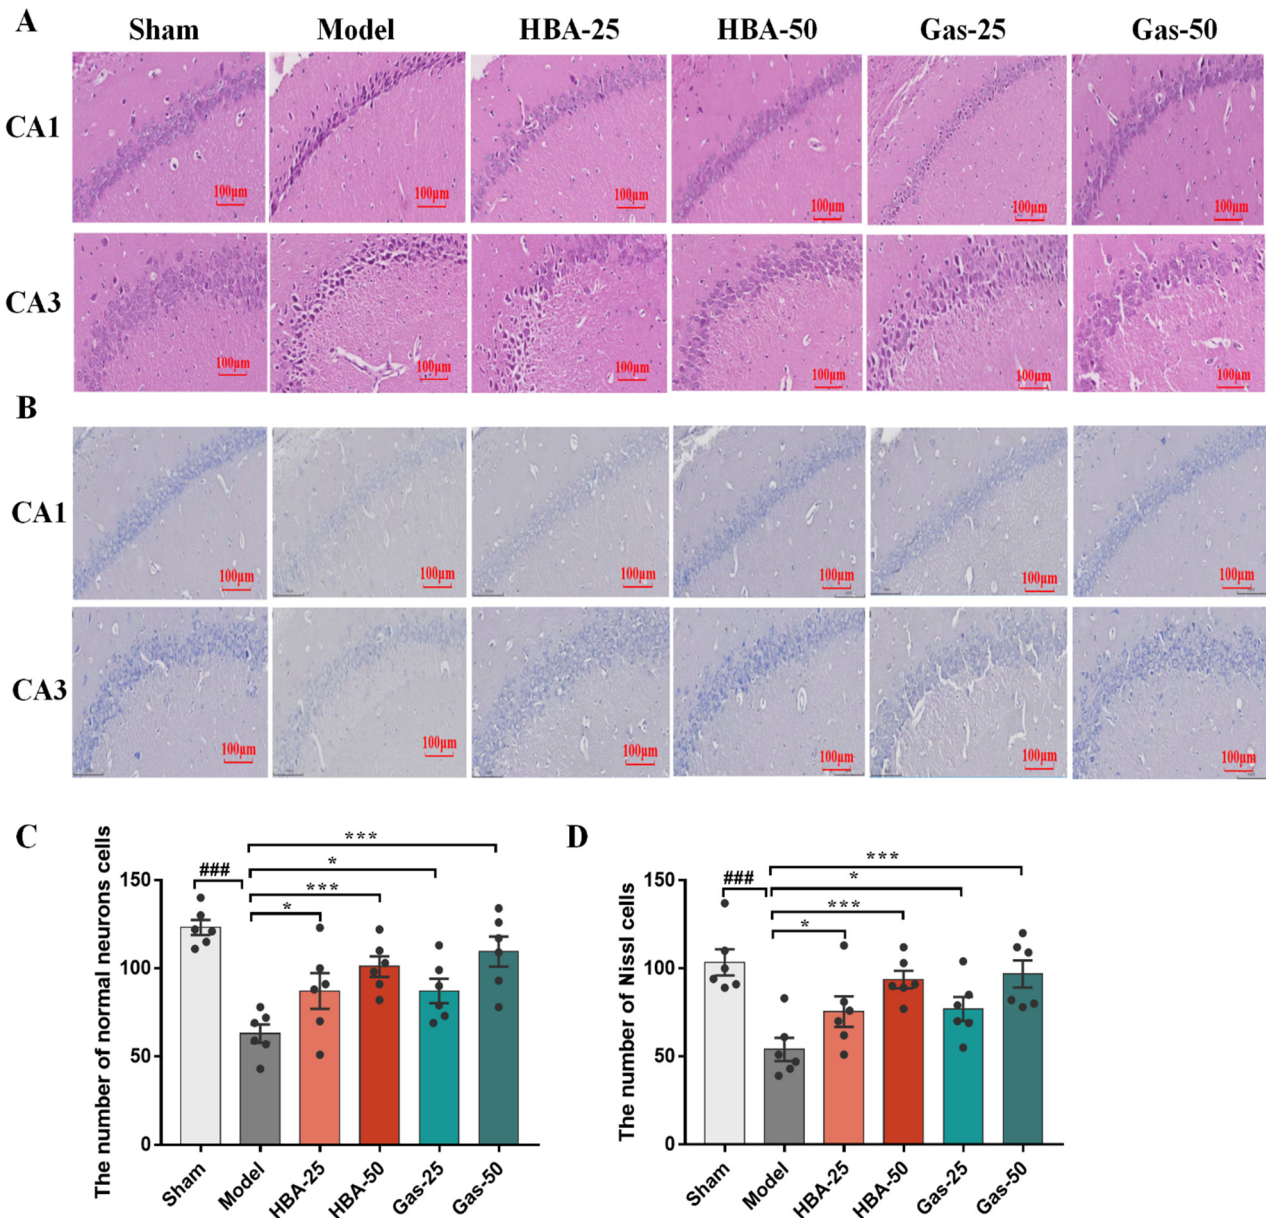 A
Sham Model HBA-25 HBA-50 Gas-25 Gas-50
CA1
100μm 100μm 100μm 100μm 100μm 100μm
CA3
100μm 100μm 100μm 100μm 100μm 100μm
B
CA1
100μm 100μm 100μm 100μm 100μm 100μm
CA3
100μm 100μm 100μm 100μm 100μm 100μm
C
The number of normal neurons cells
150
100
50
0
###
*
***
*
***
Sham Model HBA-25 HBA-50 Gas-25 Gas-50
D
The number of Nissl cells
150
100
50
0
###
*
***
*
***
Sham Model HBA-25 HBA-50 Gas-25 Gas-50